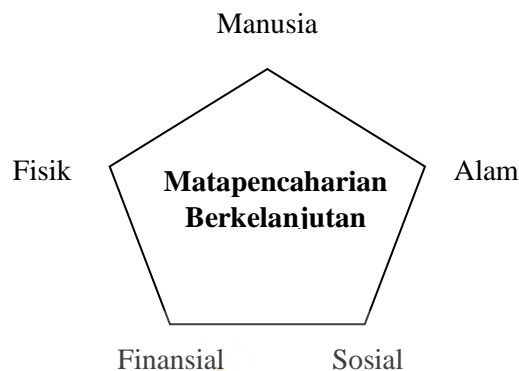 Manusia
Fisik
Alam
Matapencaharian
Berkelanjutan
Finansial
Sosial